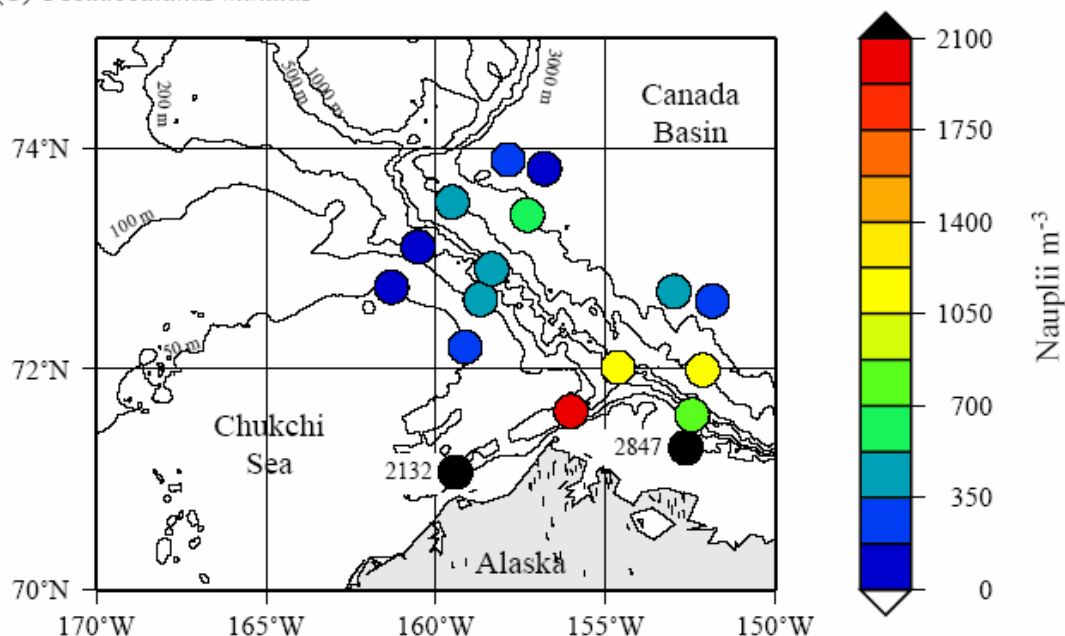 2100
1750
1400
1050
700
350
0
Nauplii m⁻³
200 m
500 m
1000 m
3000 m
Canada
Basin
74°N
100 m
50 m
72°N
Chukchi
Sea
2847
2132
Alaska
70°N
170°W
165°W
160°W
155°W
150°W